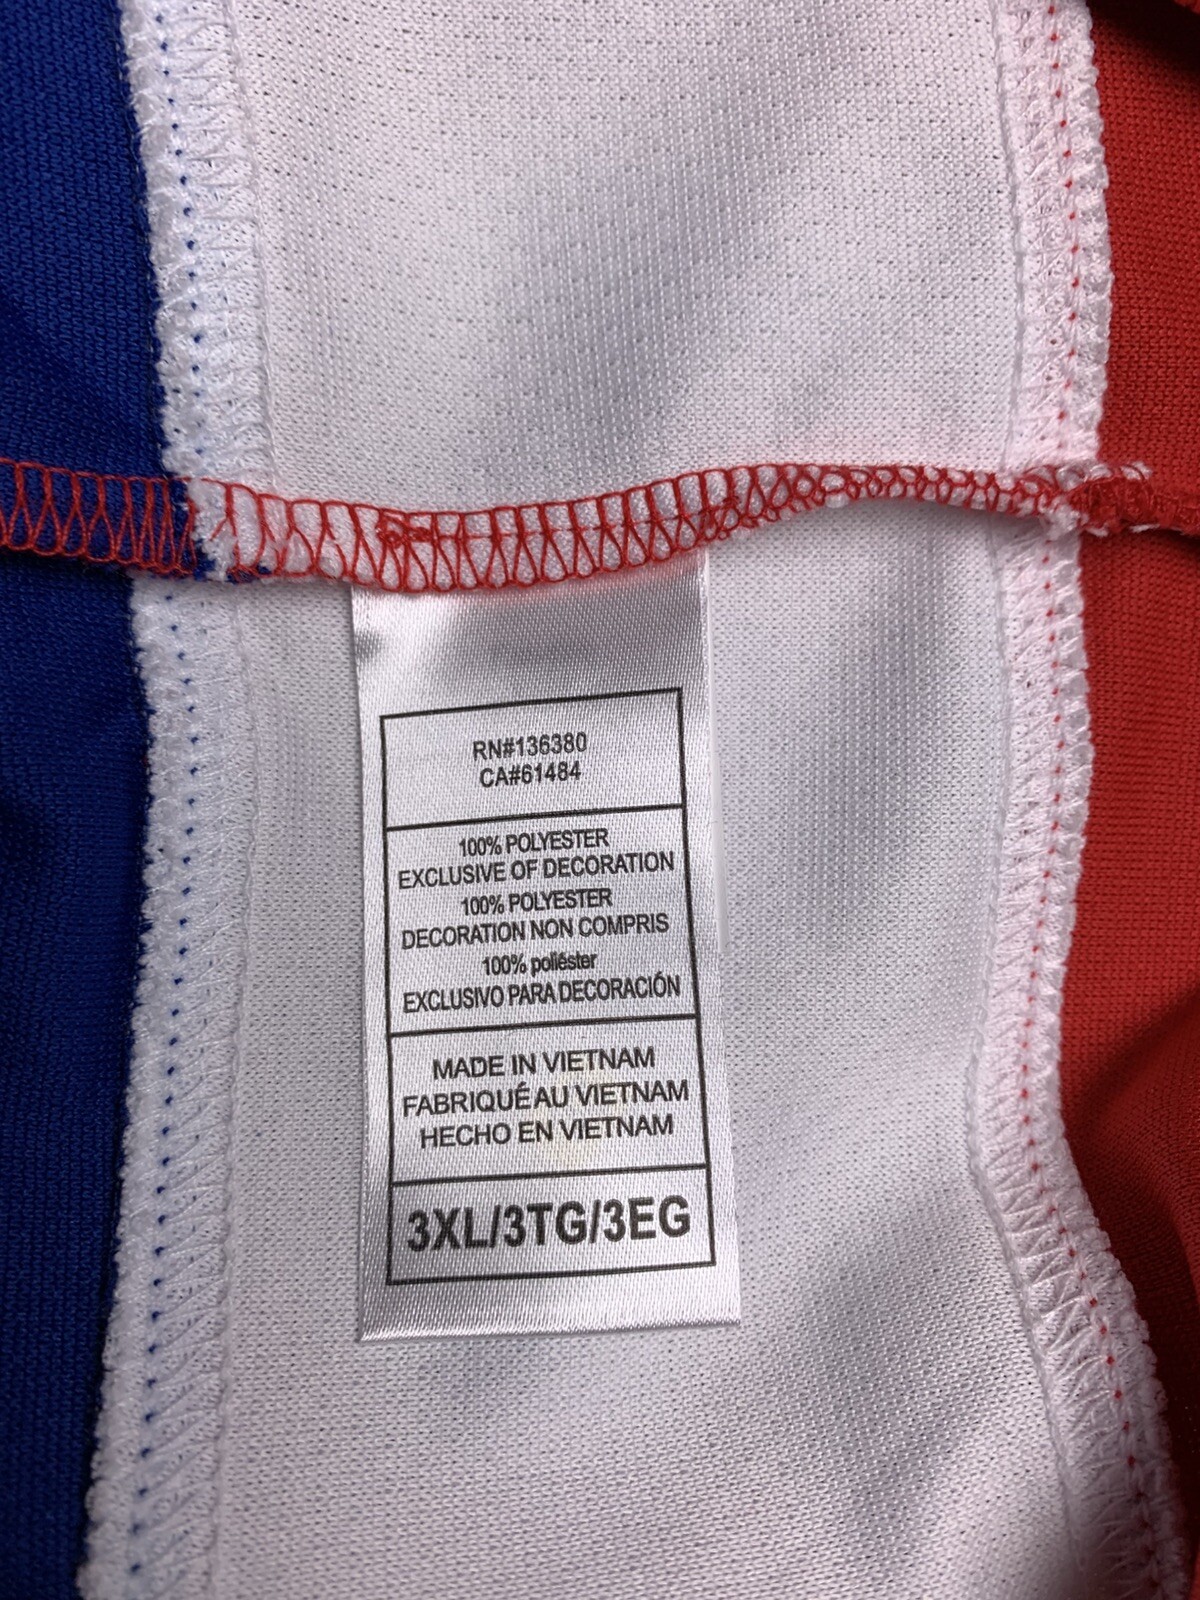 RN#136380
CA#61484
100% POLYESTER
EXCLUSIVE OF DECORATION
100% POLYESTER
DECORATION NON COMPRIS
100% poliéster
EXCLUSIVO PARA DECORACIÓN
MADE IN VIETNAM
FABRIQUÉ AU VIETNAM
HECHO EN VIETNAM
3XL/3TG/3EG